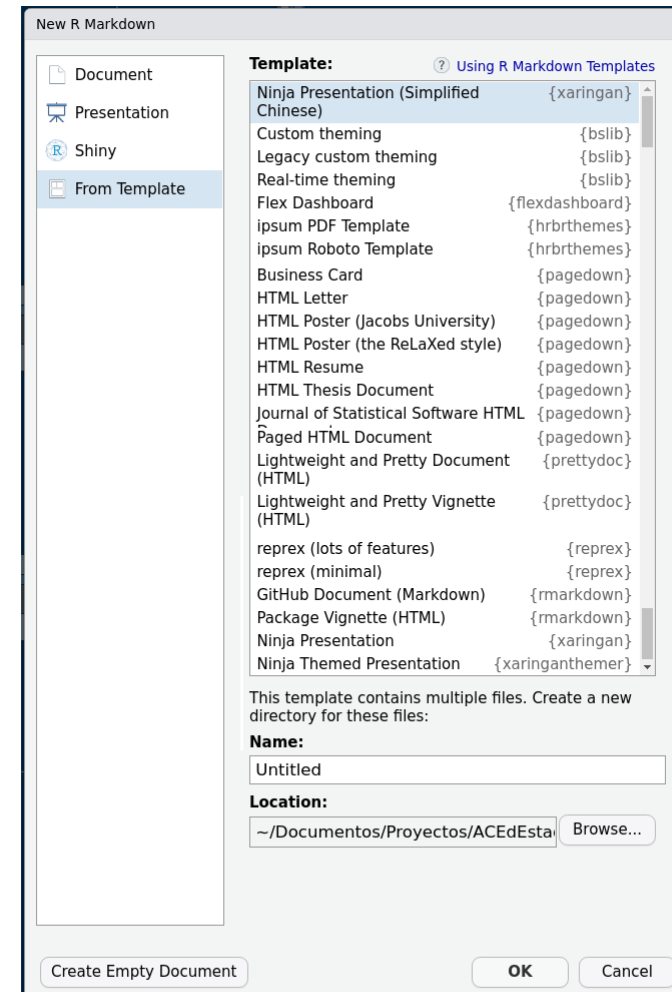 New R Markdown
Document
Presentation
Shiny
From Template
Template:
? Using R Markdown Templates
Ninja Presentation (Simplified {xaringan}
Chinese)
Custom theming {bslib}
Legacy custom theming {bslib}
Real-time theming {bslib}
Flex Dashboard {flexdashboard}
ipsum PDF Template {hrbrthemes}
ipsum Roboto Template {hrbrthemes}
Business Card {pagedown}
HTML Letter {pagedown}
HTML Poster (Jacobs University) {pagedown}
HTML Poster (the ReLaXed style) {pagedown}
HTML Resume {pagedown}
HTML Thesis Document {pagedown}
Journal of Statistical Software HTML {pagedown}
Paged HTML Document {pagedown}
Lightweight and Pretty Document {prettydoc}
(HTML)
Lightweight and Pretty Vignette {prettydoc}
(HTML)
reprex (lots of features) {reprex}
reprex (minimal) {reprex}
GitHub Document (Markdown) {rmarkdown}
Package Vignette (HTML) {rmarkdown}
Ninja Presentation {xaringan}
Ninja Themed Presentation {xaringanthemer}
This template contains multiple files. Create a new
directory for these files:
Name:
Untitled
Location:
~/Documentos/Proyectos/ACEdEsta
Browse...
Create Empty Document
OK
Cancel